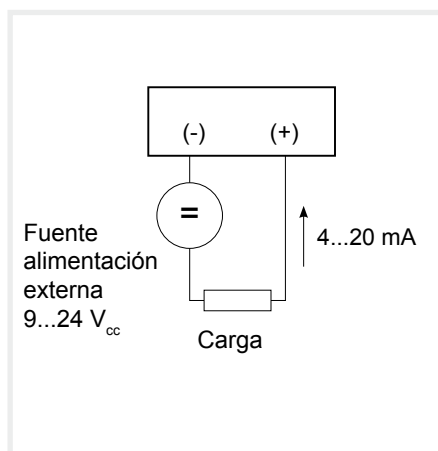 (-) (+)
=
Fuente
alimentación
externa
9...24 Vcc
4...20 mA
Carga